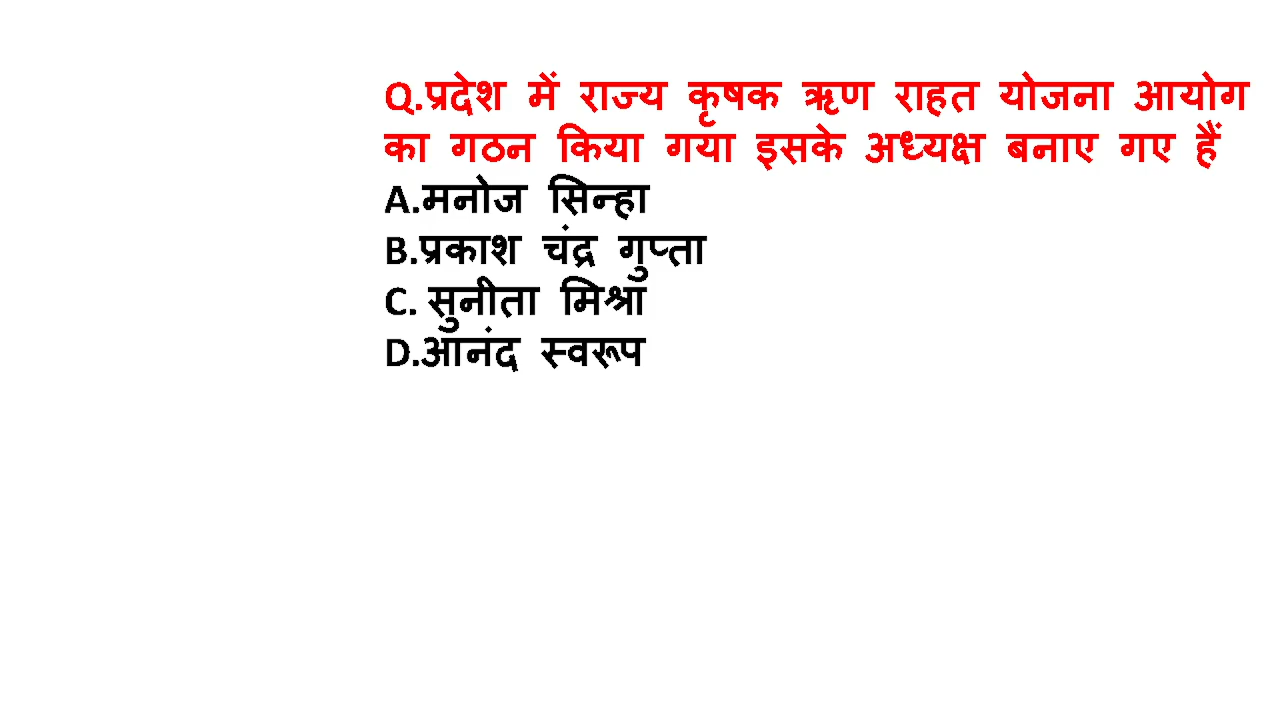 Q.प्रदेश में राज्य कृषक ऋण राहत योजना आयोग
का गठन किया गया इसके अध्यक्ष बनाए गए हैं
A.मनोज सिन्हा
B.प्रकाश चंद्र गुप्ता
C. सुनीता मिश्रा
D.आनंद स्वरूप